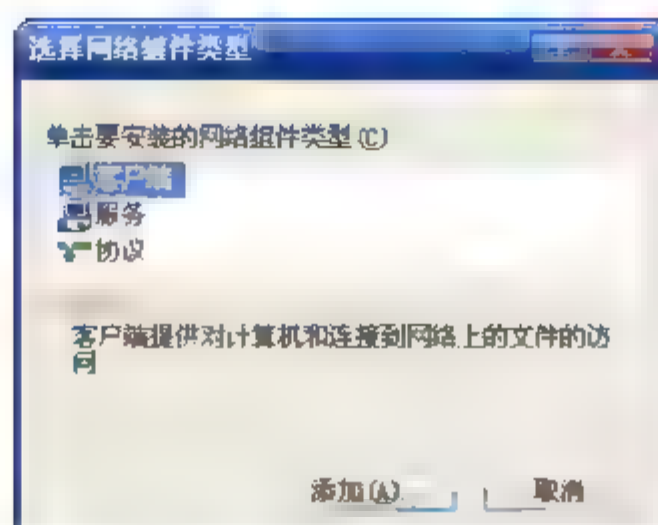 选择网络组件类型
单击要安装的网络组件类型(C)
客户端
服务
协议
客户端提供对计算机和连接到网络上的文件的访
问
添加(A)...
取消